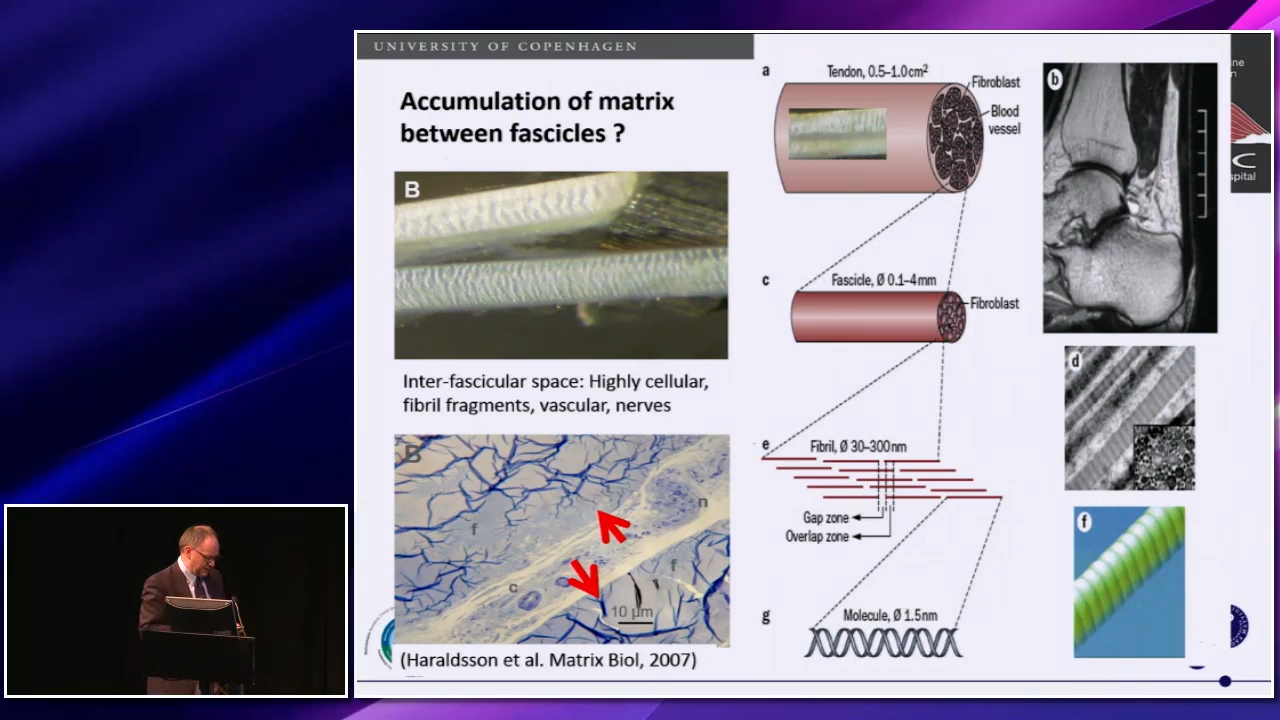 UNIVERSITY OF COPENHAGEN
Accumulation of matrix
between fascicles ?
B
Inter-fascicular space: Highly cellular,
fibril fragments, vascular, nerves
B
n
f
f
c
10 µm
(Haraldsson et al. Matrix Biol, 2007)
a
Tendon, 0.5–1.0cm²
Fibroblast
Blood
vessel
b
c
Fascicle, Ø 0.1–4mm
Fibroblast
d
e
Fibril, Ø 30–300nm
Gap zone
Overlap zone
f
g
Molecule, Ø 1.5nm